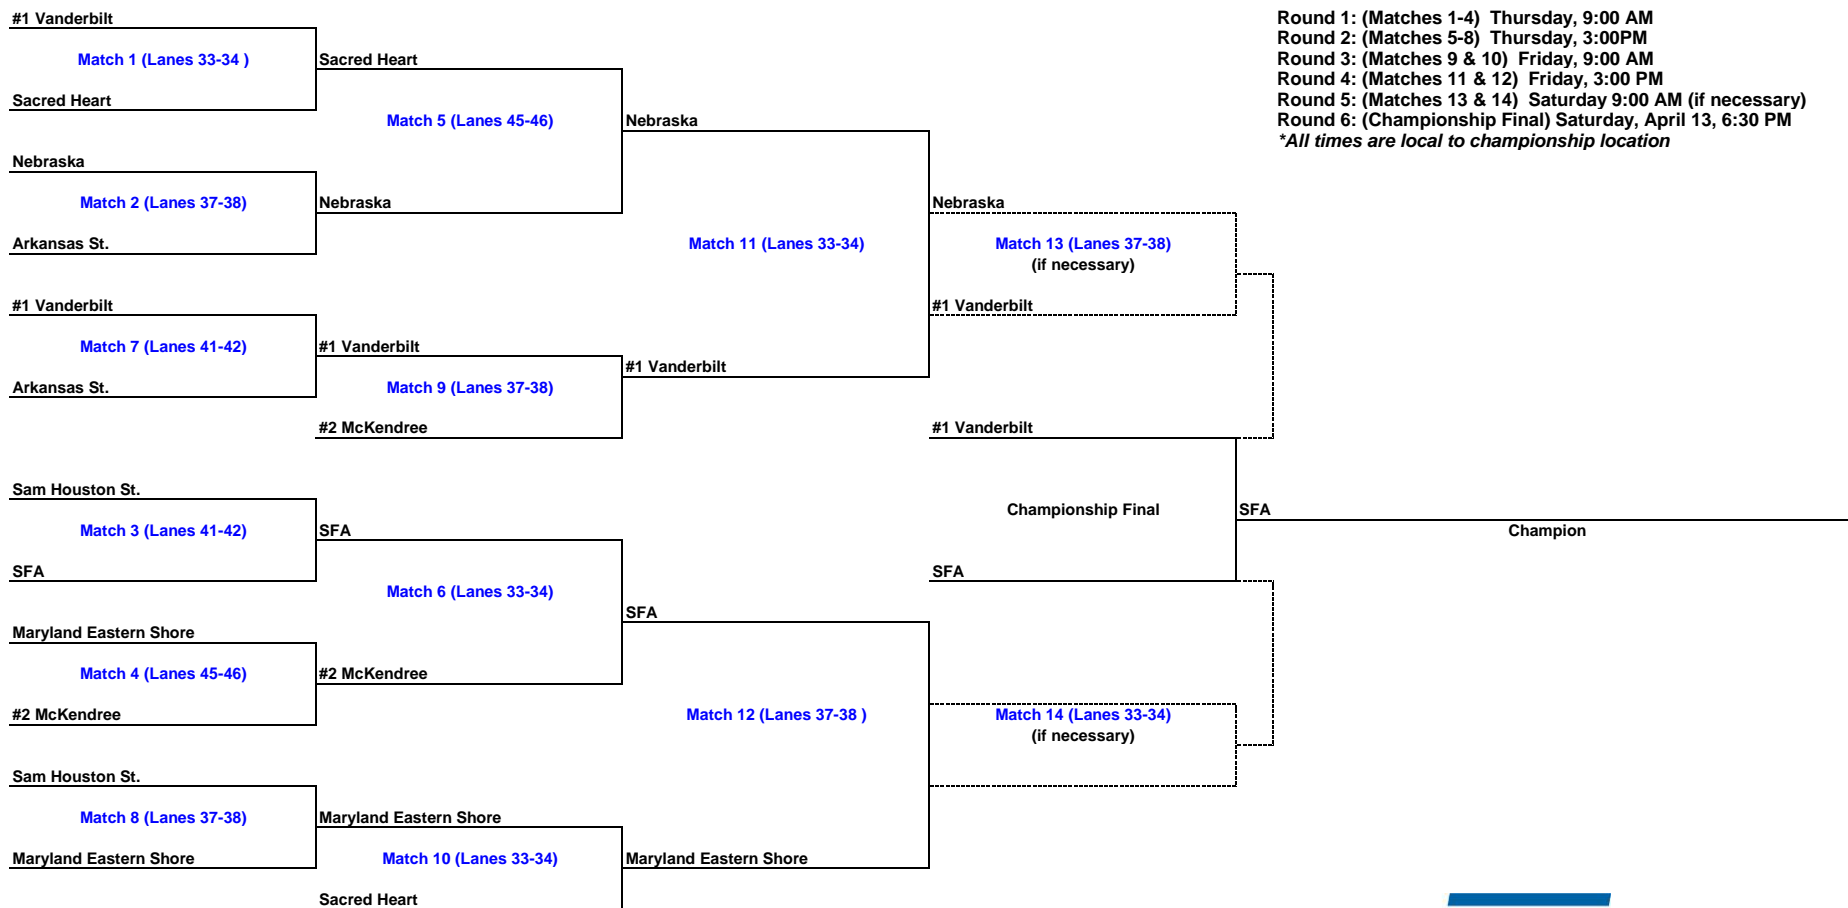 #1 Vanderbilt
Match 1 (Lanes 33-34 )
Sacred Heart
Sacred Heart
Match 5 (Lanes 45-46)
Nebraska
Nebraska
Match 2 (Lanes 37-38)
Nebraska
Arkansas St.
Match 11 (Lanes 33-34)
Nebraska
Match 13 (Lanes 37-38)
(if necessary)
#1 Vanderbilt
#1 Vanderbilt
Match 7 (Lanes 41-42)
#1 Vanderbilt
Arkansas St.
Match 9 (Lanes 37-38)
#1 Vanderbilt
#2 McKendree
#1 Vanderbilt
Championship Final
SFA
Champion
SFA
Sam Houston St.
Match 3 (Lanes 41-42)
SFA
SFA
Match 6 (Lanes 33-34)
SFA
Maryland Eastern Shore
Match 4 (Lanes 45-46)
#2 McKendree
#2 McKendree
Match 12 (Lanes 37-38 )
Match 14 (Lanes 33-34)
(if necessary)
Sam Houston St.
Match 8 (Lanes 37-38)
Maryland Eastern Shore
Maryland Eastern Shore
Match 10 (Lanes 33-34)
Maryland Eastern Shore
Sacred Heart
Round 1: (Matches 1-4)  Thursday, 9:00 AM
Round 2: (Matches 5-8)  Thursday, 3:00PM
Round 3: (Matches 9 & 10)  Friday, 9:00 AM
Round 4: (Matches 11 & 12)  Friday, 3:00 PM
Round 5: (Matches 13 & 14)  Saturday 9:00 AM (if necessary)
Round 6: (Championship Final) Saturday, April 13, 6:30 PM
*All times are local to championship location